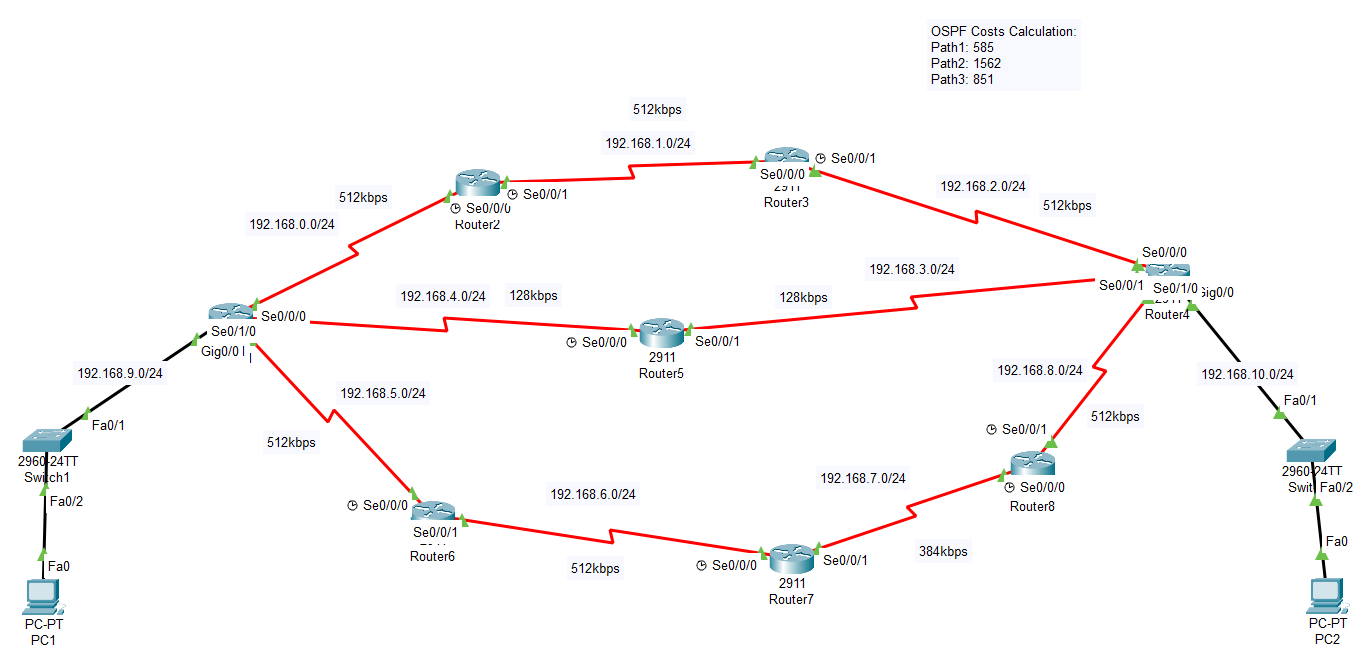 OSPF Costs Calculation:
Path1: 585
Path2: 1562
Path3: 851
512kbps
192.168.1.0/24
Se0/0/1
Se0/0/0
2911
Router3
192.168.2.0/24
512kbps
512kbps
192.168.0.0/24
Se0/0/1
Se0/0/0
Router2
Se0/0/0
Se0/0/1
Se0/1/0
Gig0/0
Router4
192.168.3.0/24
128kbps
192.168.4.0/24
128kbps
Se0/0/0
Se0/1/0
Gig0/0
Se0/0/0
Se0/0/1
2911
Router5
192.168.9.0/24
192.168.5.0/24
512kbps
192.168.8.0/24
512kbps
192.168.10.0/24
Fa0/1
Fa0/1
2960-24TT
Switch1
Fa0/2
Fa0
PC-PT
PC1
Se0/0/0
Se0/0/1
Router6
192.168.6.0/24
512kbps
Se0/0/0
Se0/0/1
2911
Router7
192.168.7.0/24
384kbps
Se0/0/1
Se0/0/0
Router8
2960-24TT
Fa0/2
Fa0
PC-PT
PC2